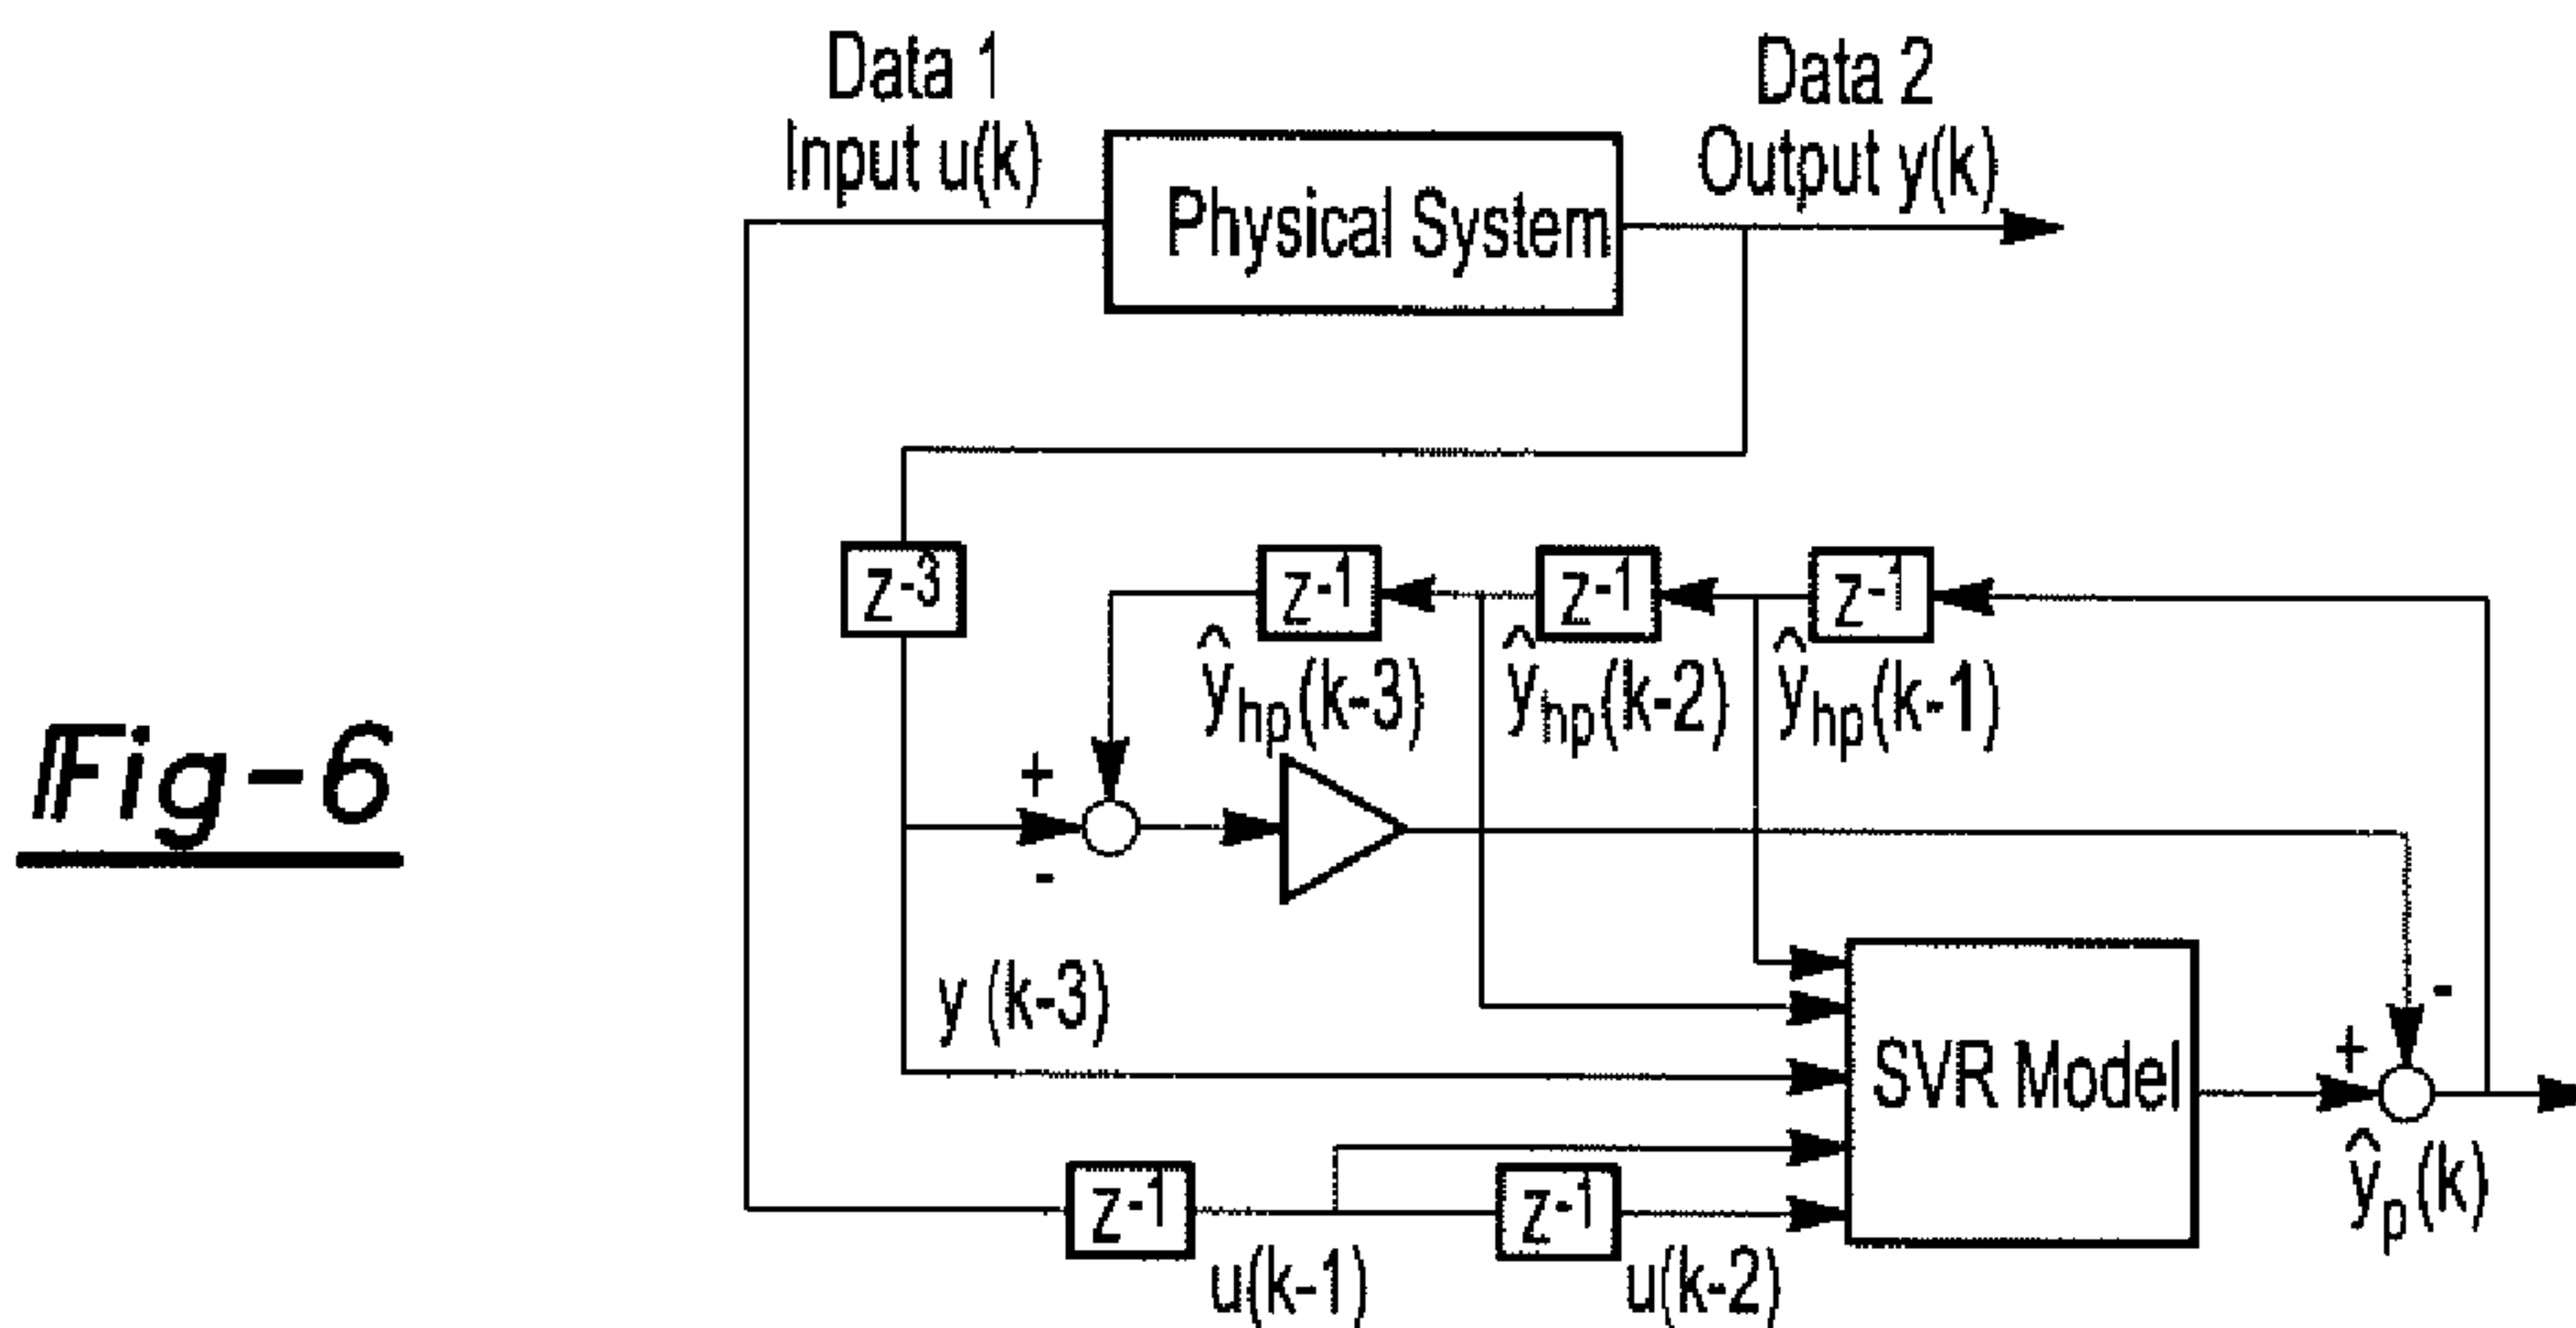 Data 1
Input u(k)
Data 2
Output y(k)
Physical System
z⁻³
z⁻¹
z⁻¹
z⁻¹
ŷhp(k-3)
ŷhp(k-2)
ŷhp(k-1)
Fig-6
+
-
y (k-3)
-
+
SVR Model
ŷp(k)
z⁻¹
z⁻¹
u(k-1)
u(k-2)